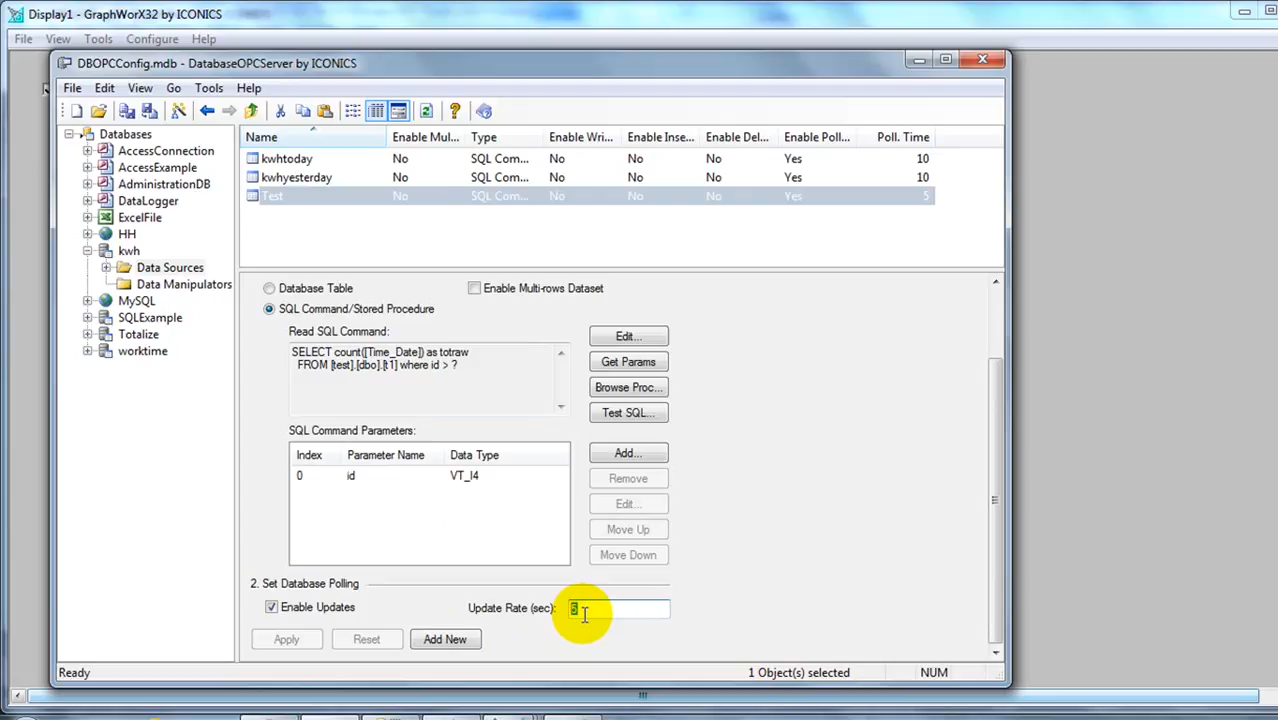 Display1 - GraphWorX32 by ICONICS
File View Tools Configure Help
DBOPCConfig.mdb - DatabaseOPCServer by ICONICS
File Edit View Go Tools Help
Databases
AccessConnection
AccessExample
AdministrationDB
DataLogger
ExcelFile
HH
kwh
Data Sources
Data Manipulators
MySQL
SQLExample
Totalize
worktime
Name Enable Mul... Type Enable Wri... Enable Inse... Enable Del... Enable Poll... Poll. Time
kwhtoday No SQL Com... No No No Yes 10
kwhyesterday No SQL Com... No No No Yes 10
Test No SQL Com... No No No Yes 5
Database Table Enable Multi-rows Dataset
SQL Command/Stored Procedure
Read SQL Command:
SELECT count([Time_Date]) as totraw
FROM [test].[dbo].[t1] where id > ?
Edit...
Get Params
Browse Proc...
Test SQL...
SQL Command Parameters:
Index Parameter Name Data Type
0 id VT_I4
Add...
Remove
Edit...
Move Up
Move Down
2. Set Database Polling
Enable Updates Update Rate (sec): 5
Apply Reset Add New
Ready 1 Object(s) selected NUM